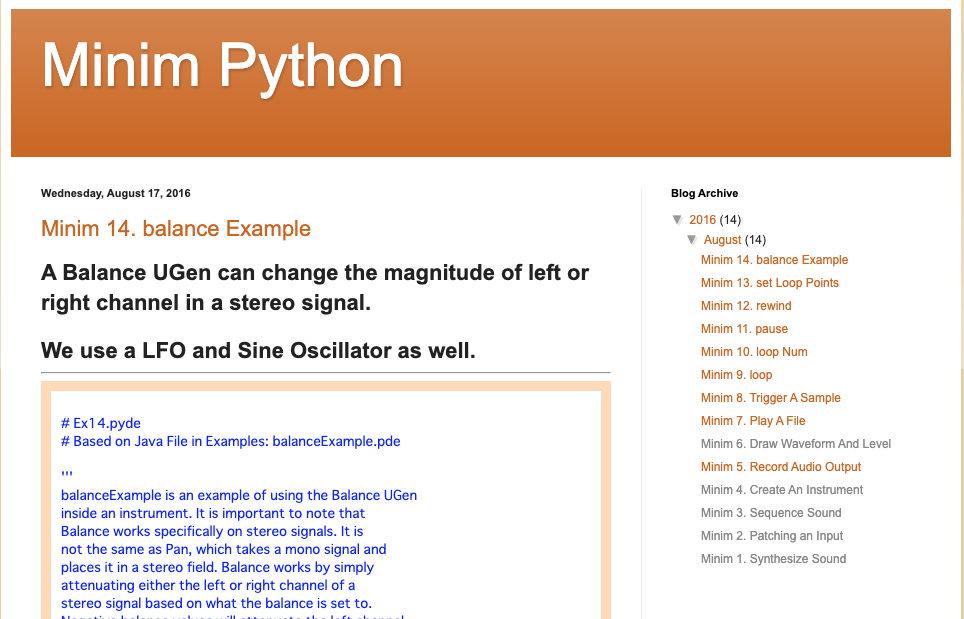 Minim Python
Wednesday, August 17, 2016
Minim 14. balance Example
A Balance UGen can change the magnitude of left or
right channel in a stereo signal.
We use a LFO and Sine Oscillator as well.
# Ex14.pyde
# Based on Java File in Examples: balanceExample.pde
'''
balanceExample is an example of using the Balance UGen
inside an instrument. It is important to note that
Balance works specifically on stereo signals. It is
not the same as Pan, which takes a mono signal and
places it in a stereo field. Balance works by simply
attenuating either the left or right channel of a
stereo signal based on what the balance is set to.
Negative balance values will attenuate the left channel
Blog Archive
▼ 2016 (14)
▼ August (14)
Minim 14. balance Example
Minim 13. set Loop Points
Minim 12. rewind
Minim 11. pause
Minim 10. loop Num
Minim 9. loop
Minim 8. Trigger A Sample
Minim 7. Play A File
Minim 6. Draw Waveform And Level
Minim 5. Record Audio Output
Minim 4. Create An Instrument
Minim 3. Sequence Sound
Minim 2. Patching an Input
Minim 1. Synthesize Sound